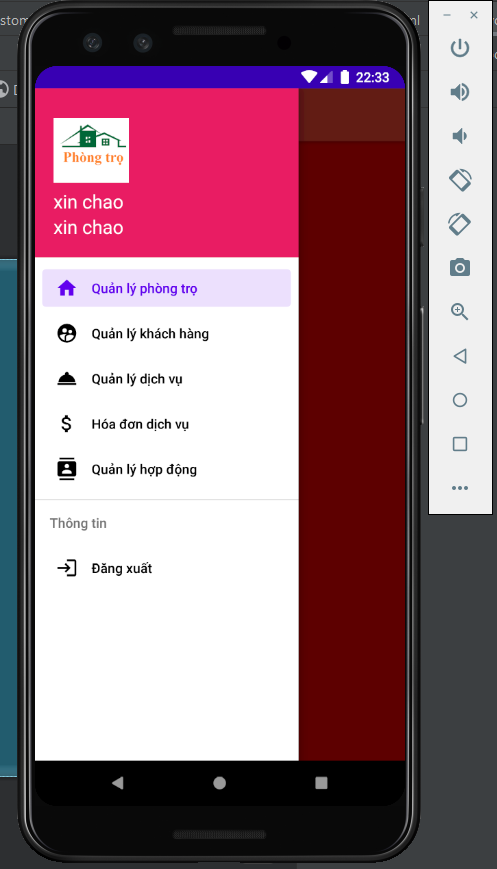 22:33
Phòng trọ
xin chao
xin chao
Quản lý phòng trọ
Quản lý khách hàng
Quản lý dịch vụ
Hóa đơn dịch vụ
Quản lý hợp động
Thông tin
Đăng xuất